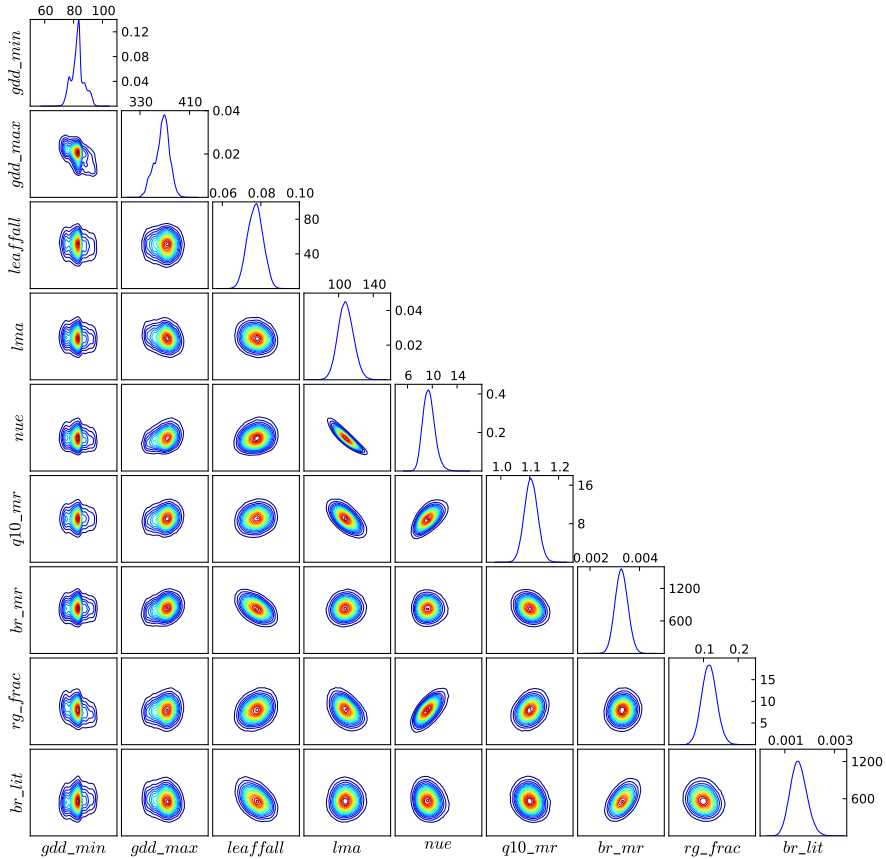 60 80 100
gdd_min
0.12
0.08
0.04
330 410
gdd_max
0.04
0.02
0.06 0.08 0.10
leaffall
80
40
100 140
lma
0.04
0.02
6 10 14
nue
0.4
0.2
1.0 1.1 1.2
q10_mr
16
8
0.002 0.004
br_mr
1200
600
0.1 0.2
rg_frac
15
10
5
0.001 0.003
br_lit
1200
600
gdd_min gdd_max leaffall lma nue q10_mr br_mr rg_frac br_lit